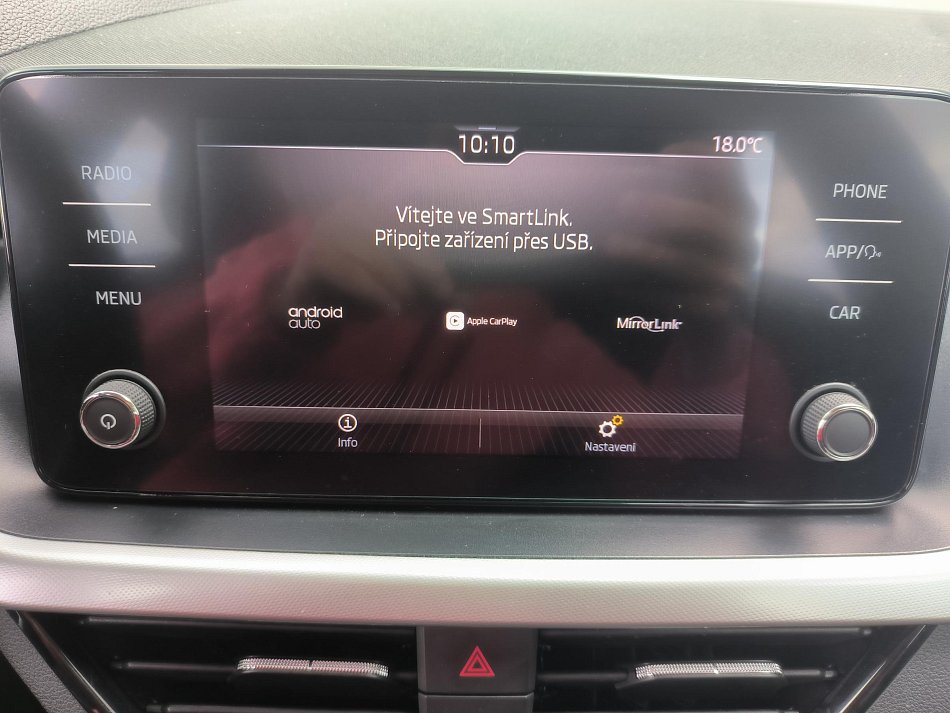 10:10
18.0°C
RADIO
MEDIA
MENU
Vítejte ve SmartLink.
Připojte zařízení přes USB.
android
auto
Apple CarPlay
MirrorLink
Info
Nastavení
PHONE
APP/
CAR